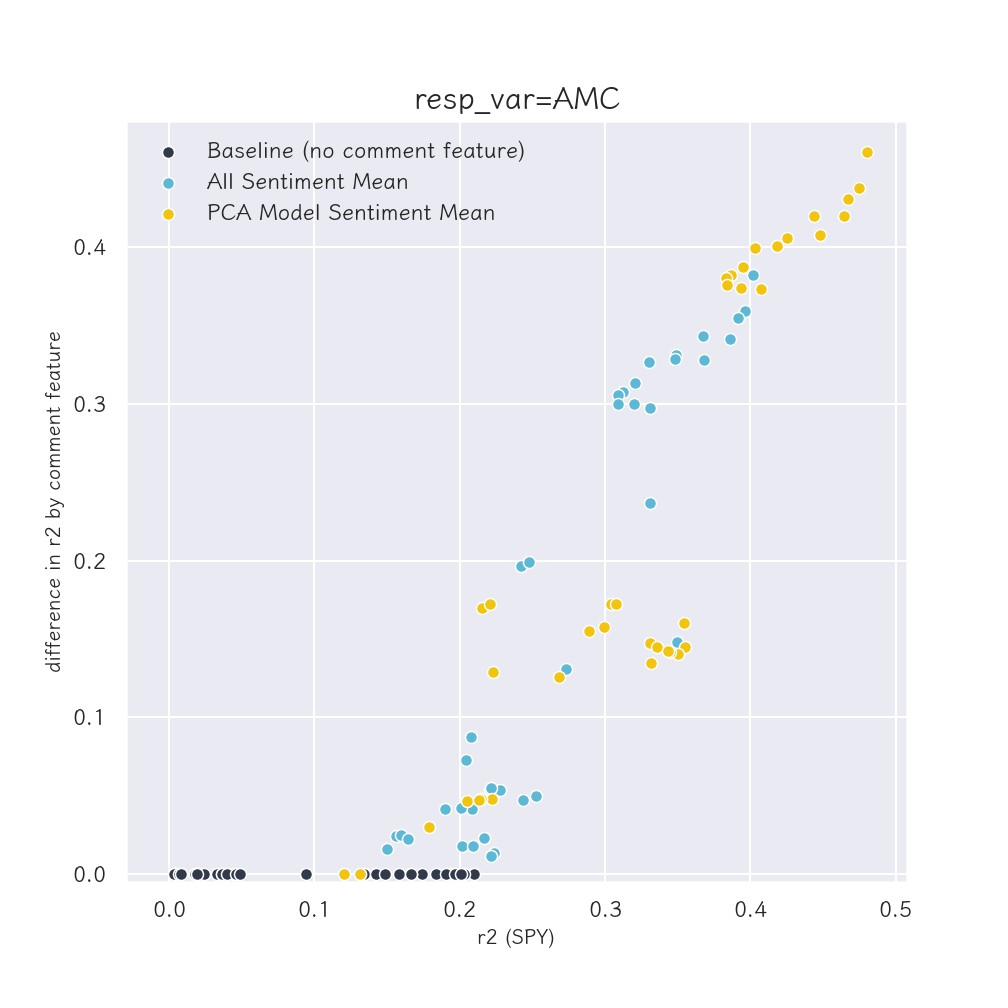 resp_var=AMC
Baseline (no comment feature)
All Sentiment Mean
PCA Model Sentiment Mean
difference in r2 by comment feature
0.4
0.3
0.2
0.1
0.0
0.0 0.1 0.2 0.3 0.4 0.5
r2 (SPY)